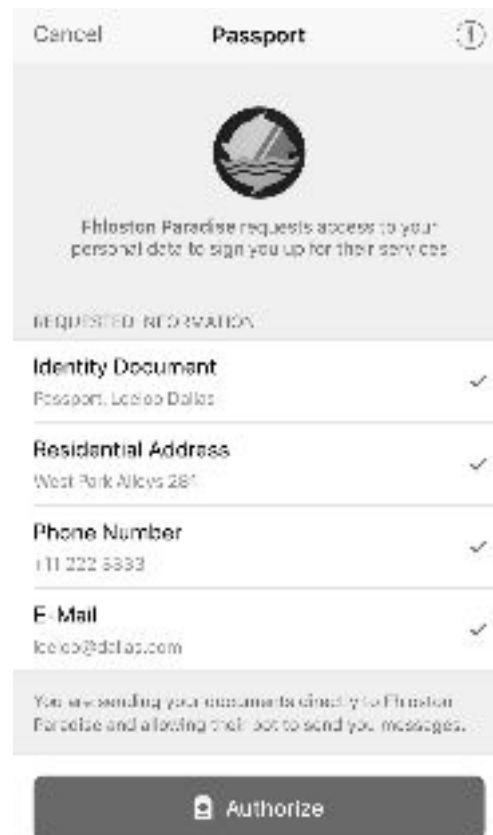 Cancel
Passport
Fhloston Paradise requests access to your
personal data to sign you up for their services
REQUESTED INFORMATION
Identity Document
Passport, Leeloo Dallas
Residential Address
West Park Alleys 281
Phone Number
+11 222 3333
E-Mail
leeloo@dallas.com
You are sending your documents directly to Fhloston
Paradise and allowing their bot to send you messages.
Authorize